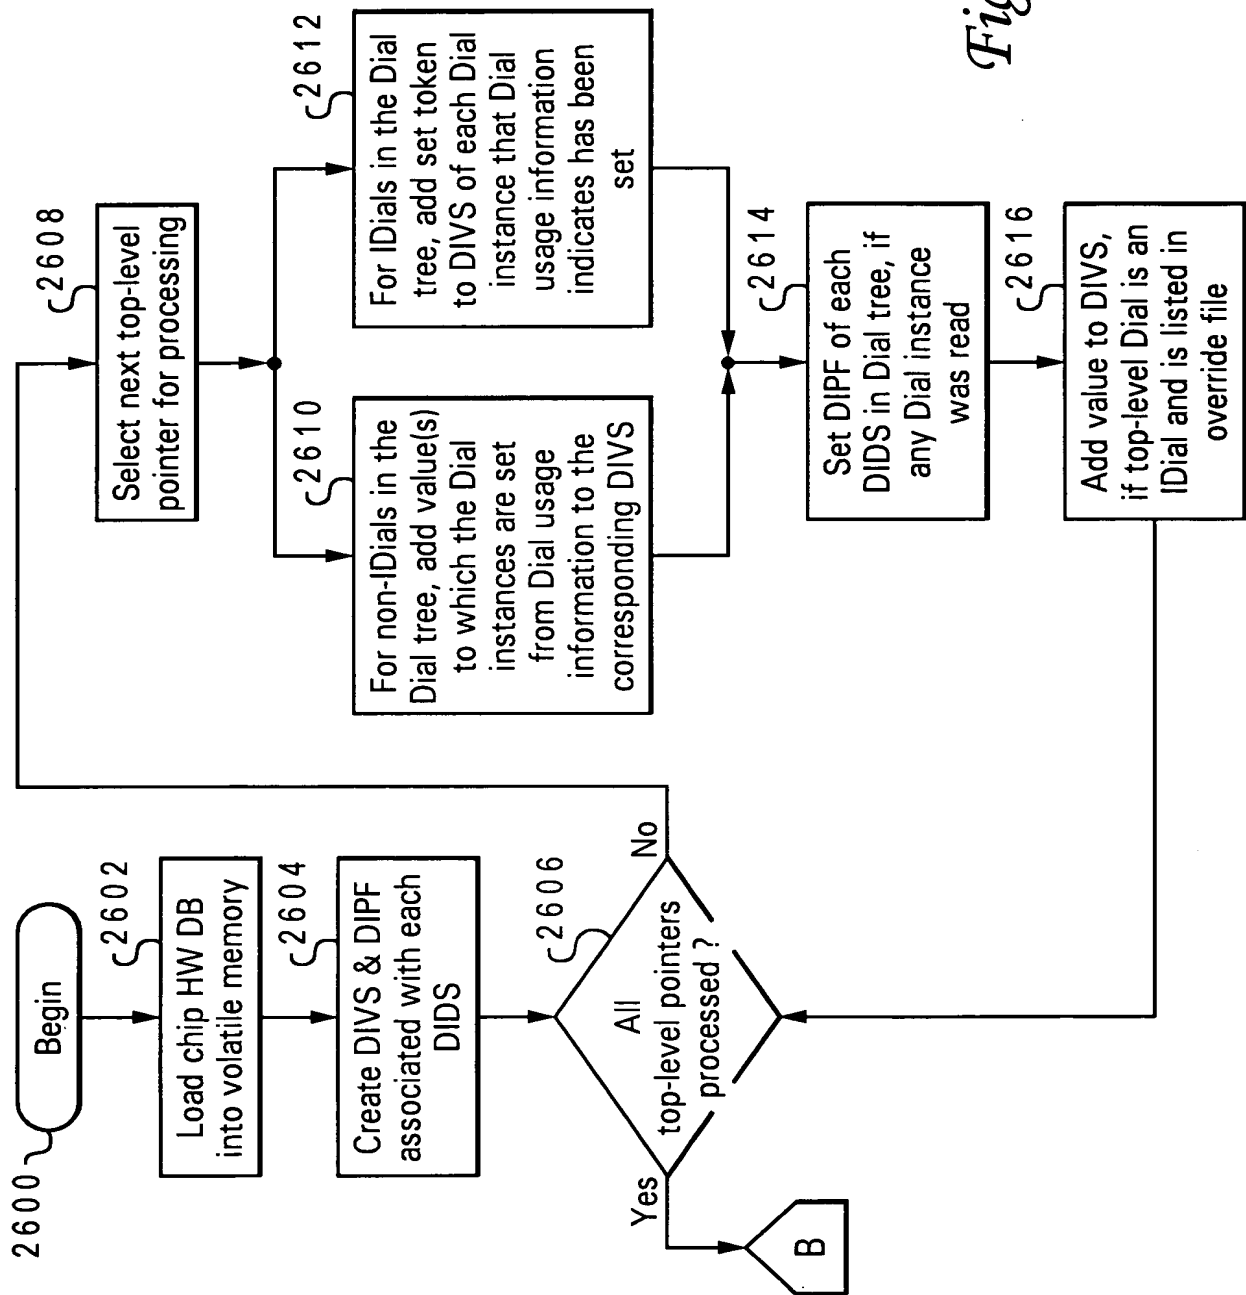 2600
Begin
2602
Load chip HW DB
into volatile memory
2604
Create DIVS & DIPF
associated with each
DIDS
2606
All
top-level pointers
processed ?
Yes
No
B
2608
Select next top-level
pointer for processing
2610
For non-IDials in the
Dial tree, add value(s)
to which the Dial
instances are set
from Dial usage
information to the
corresponding DIVS
2612
For IDials in the Dial
tree, add set token
to DIVS of each Dial
instance that Dial
usage information
indicates has been
set
2614
Set DIPF of each
DIDS in Dial tree, if
any Dial instance
was read
2616
Add value to DIVS,
if top-level Dial is an
IDial and is listed in
override file